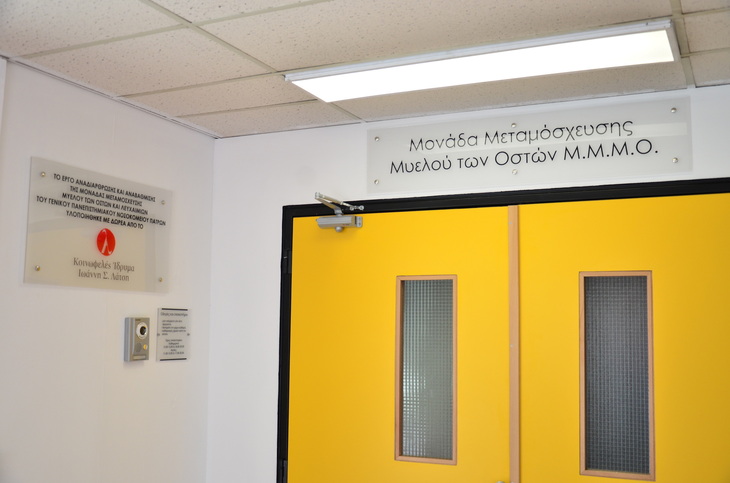 ΤΟ ΕΡΓΟ ΑΝΑΔΙΑΡΘΡΩΣΗΣ ΚΑΙ ΑΝΑΒΑΘΜΙΣΗΣ
ΤΗΣ ΜΟΝΑΔΑΣ ΜΕΤΑΜΟΣΧΕΥΣΗΣ
ΜΥΕΛΟΥ ΤΩΝ ΟΣΤΩΝ ΚΑΙ ΛΕΥΧΑΙΜΙΩΝ
ΤΟΥ ΓΕΝΙΚΟΥ ΠΑΝΕΠΙΣΤΗΜΙΑΚΟΥ ΝΟΣΟΚΟΜΕΙΟΥ ΠΑΤΡΩΝ
ΥΛΟΠΟΙΗΘΗΚΕ ΜΕ ΔΩΡΕΑ ΑΠΟ ΤΟ
Κοινωφελές Ίδρυμα
Ιωάννη Σ. Λάτση
Μονάδα Μεταμόσχευσης
Μυελού των Οστών Μ.Μ.Μ.Ο.